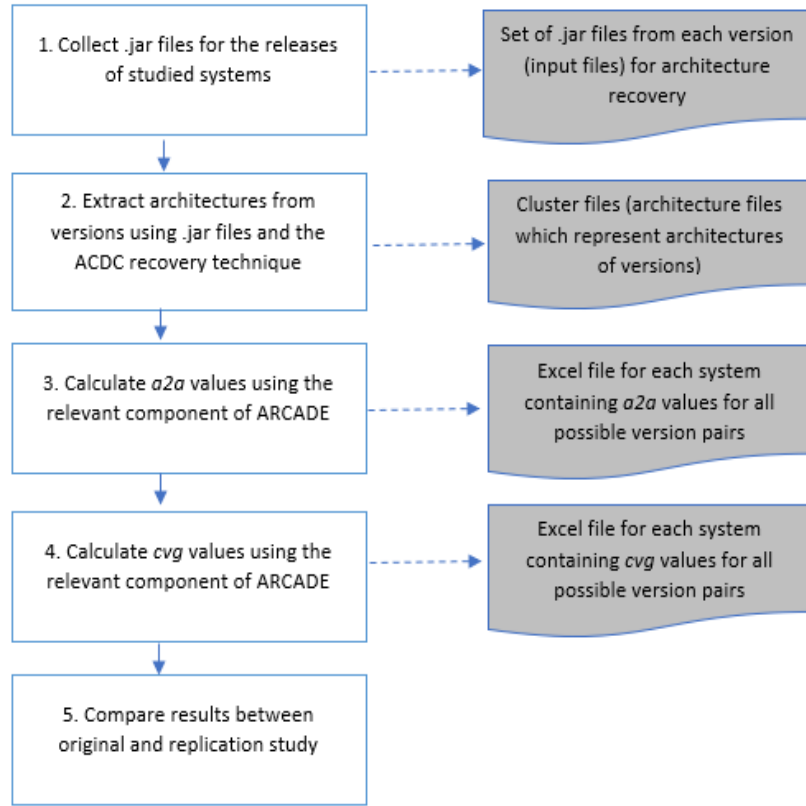 1. Collect .jar files for the releases
of studied systems
Set of .jar files from each version
(input files) for architecture
recovery
2. Extract architectures from
versions using .jar files and the
ACDC recovery technique
Cluster files (architecture files
which represent architectures
of versions)
3. Calculate a2a values using the
relevant component of ARCADE
Excel file for each system
containing a2a values for all
possible version pairs
4. Calculate cvg values using the
relevant component of ARCADE
Excel file for each system
containing cvg values for all
possible version pairs
5. Compare results between
original and replication study